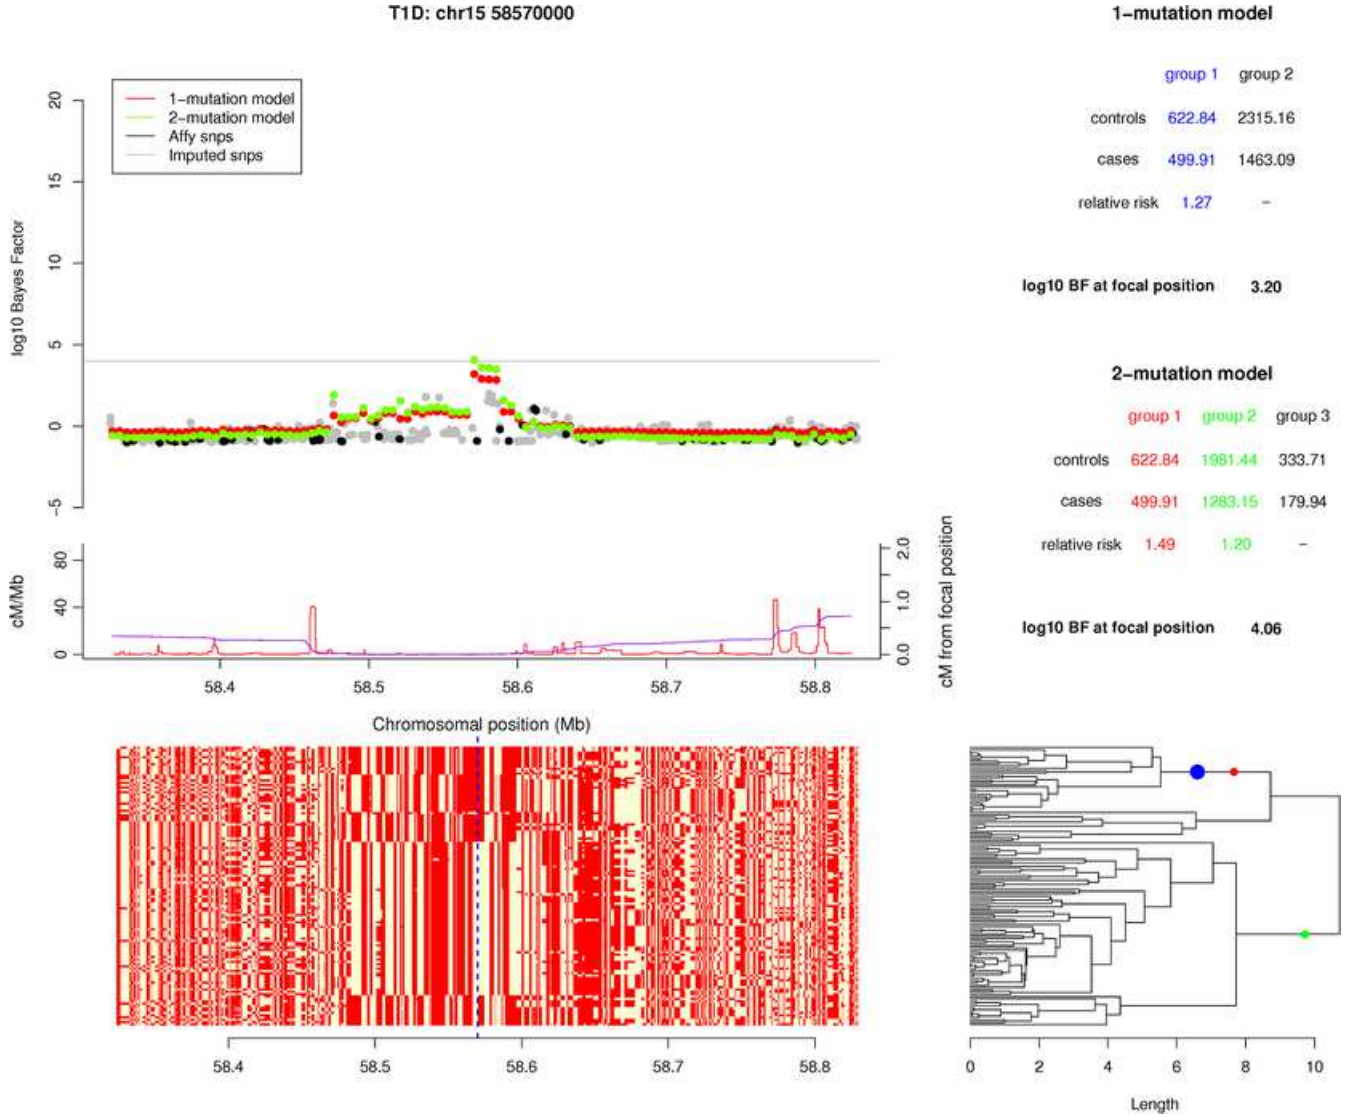 T1D: chr15 58570000
1−mutation model
2−mutation model
Affy snps
Imputed snps
log10 Bayes Factor
20
15
10
5
0
−5
cM/Mb
80
40
0
cM from focal position
2.0
1.0
0.0
58.4 58.5 58.6 58.7 58.8
Chromosomal position (Mb)
58.4 58.5 58.6 58.7 58.8
1−mutation model
group 1 group 2
controls 622.84 2315.16
cases 499.91 1463.09
relative risk 1.27 −
log10 BF at focal position 3.20
2−mutation model
group 1 group 2 group 3
controls 622.84 1981.44 333.71
cases 499.91 1283.15 179.94
relative risk 1.49 1.20 −
log10 BF at focal position 4.06
0 2 4 6 8 10
Length